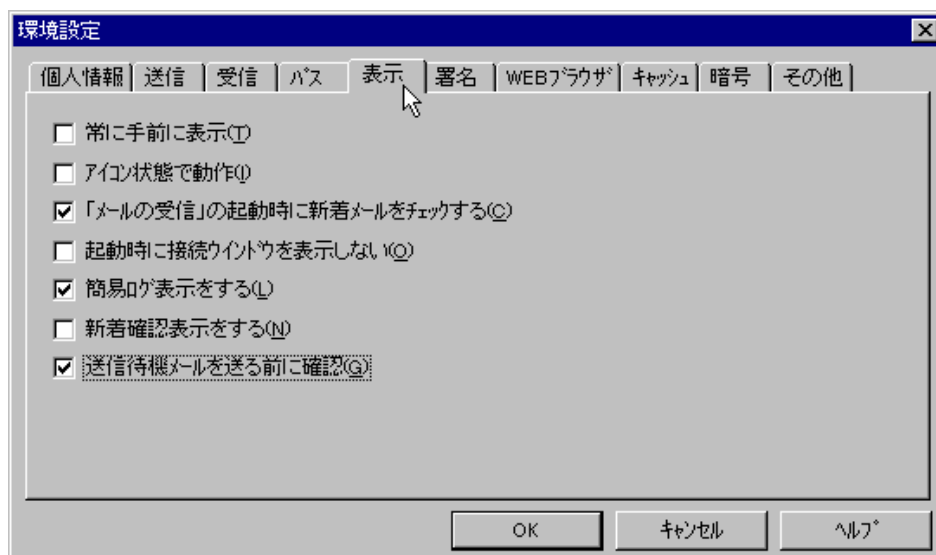 環境設定
個人情報 送信 受信 ﾊﾟｽ 表示 署名 WEBﾌﾞﾗｳｻﾞ ｷｬｯｼｭ 暗号 その他
常に手前に表示(T)
ｱｲｺﾝ状態で動作(I)
｢ﾒｰﾙの受信｣の起動時に新着ﾒｰﾙをﾁｪｯｸする(C)
起動時に接続ｳｲﾝﾄﾞｳを表示しない(O)
簡易ﾛｸﾞ表示をする(L)
新着確認表示をする(N)
送信待機ﾒｰﾙを送る前に確認(G)
OK ｷｬﾝｾﾙ ﾍﾙﾌﾟ